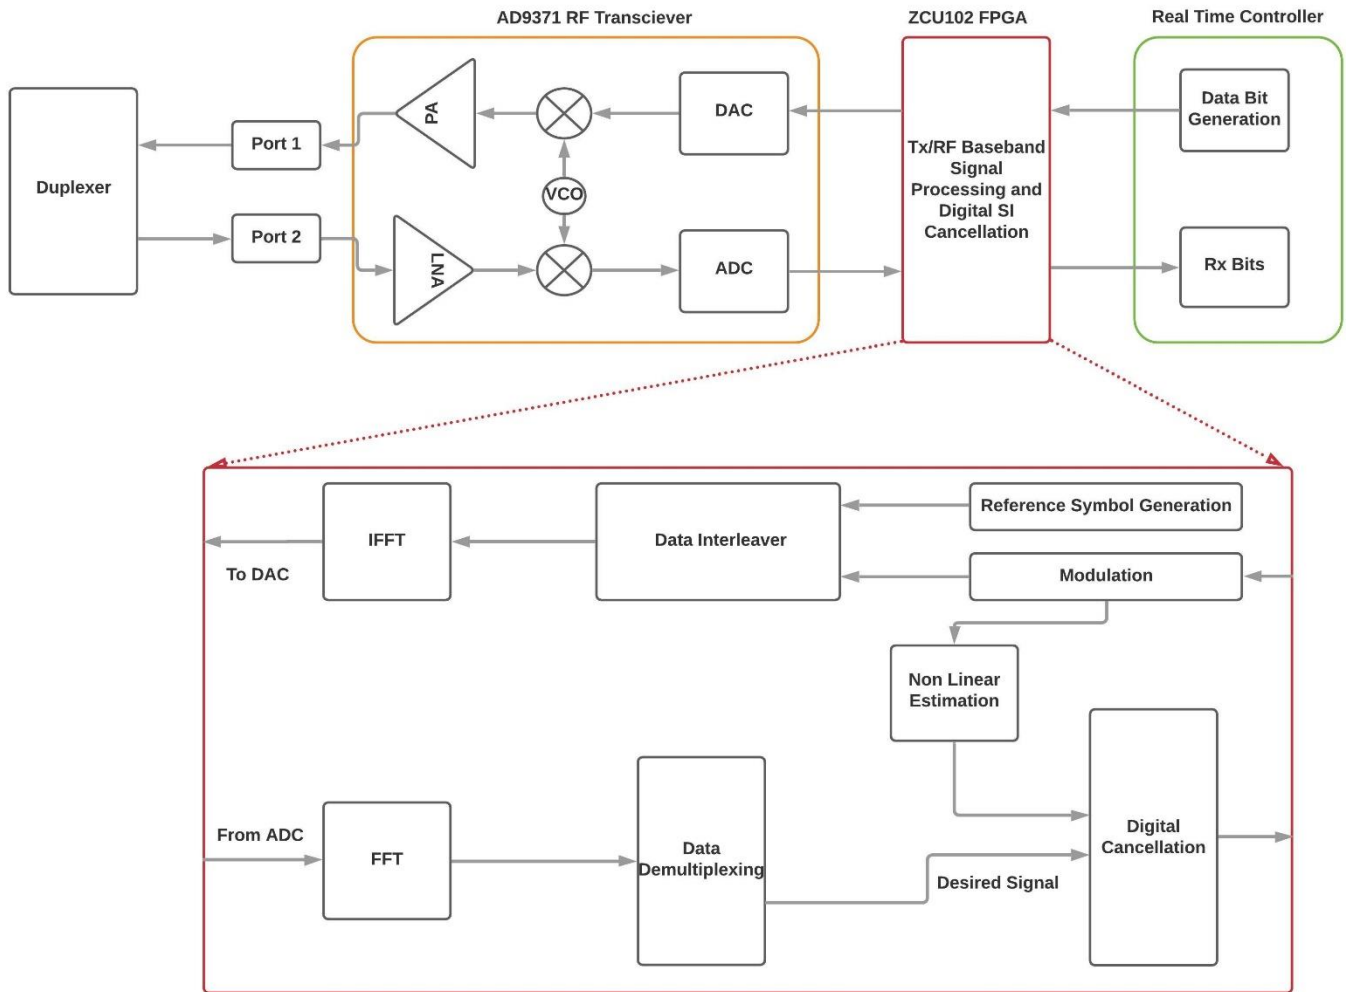 AD9371 RF Transciever
ZCU102 FPGA
Real Time Controller
Duplexer
Port 1
Port 2
PA
LNA
VCO
DAC
ADC
Tx/RF Baseband
Signal
Processing and
Digital SI
Cancellation
Data Bit
Generation
Rx Bits
IFFT
To DAC
Data Interleaver
Reference Symbol Generation
Modulation
Non Linear
Estimation
From ADC
FFT
Data
Demultiplexing
Desired Signal
Digital
Cancellation